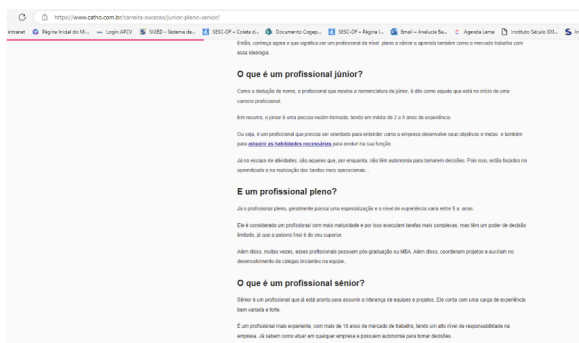 https://www.catho.com.br/carreira-sucesso/junior-pleno-senior/
Intranet Página Inicial do Mi... Login APCV SISED - Sistema de... SESC-DF – Coleta d... Documento Cogep... SESC-DF – Página I... Email – Analucia Ba... Agenda Lema Instituto Século XXI...
Então, conheça agora o que significa ser um profissional de nível pleno e sênior e aprenda também como o mercado trabalha com
essa ideologia.
O que é um profissional júnior?
Como a dedução do nome, o profissional que recebe a nomenclatura de júnior, é dito como aquele que está no início de uma
carreira profissional.
Em resumo, o júnior é uma pessoa recém-formada, tendo em média de 2 a 5 anos de experiência.
Ou seja, é um profissional que precisa ser orientado para entender como a empresa desenvolve seus objetivos e metas e também
para adquirir as habilidades necessárias para evoluir na sua função.
Já no escopo de atividades, são aqueles que, por enquanto, não têm autonomia para tomarem decisões. Pois isso, estão focados no
aprendizado e na realização das tarefas mais operacionais .
E um profissional pleno?
Já o profissional pleno, geralmente possui uma especialização e o nível de experiência varia entre 5 a anos.
Ele é considerado um profissional com mais maturidade e por isso executam tarefas mais complexas, mas têm um poder de decisão
limitado, já que a palavra final é do seu superior.
Além disso, muitas vezes, esses profissionais possuem pós-graduação ou MBA. Além disso, coordenam projetos e auxiliam no
desenvolvimento de colegas iniciantes na equipe..
O que é um profissional sênior?
Sênior é um profissional que já está pronto para assumir a liderança de equipes e projetos. Ele conta com uma carga de experiência
bem variada e forte.
É um profissional mais experiente, com mais de 10 anos de mercado de trabalho, tendo um alto nível de responsabilidade na
empresa. Já sabem como atuar em qualquer empresa e possuem autonomia para tomar decisões.